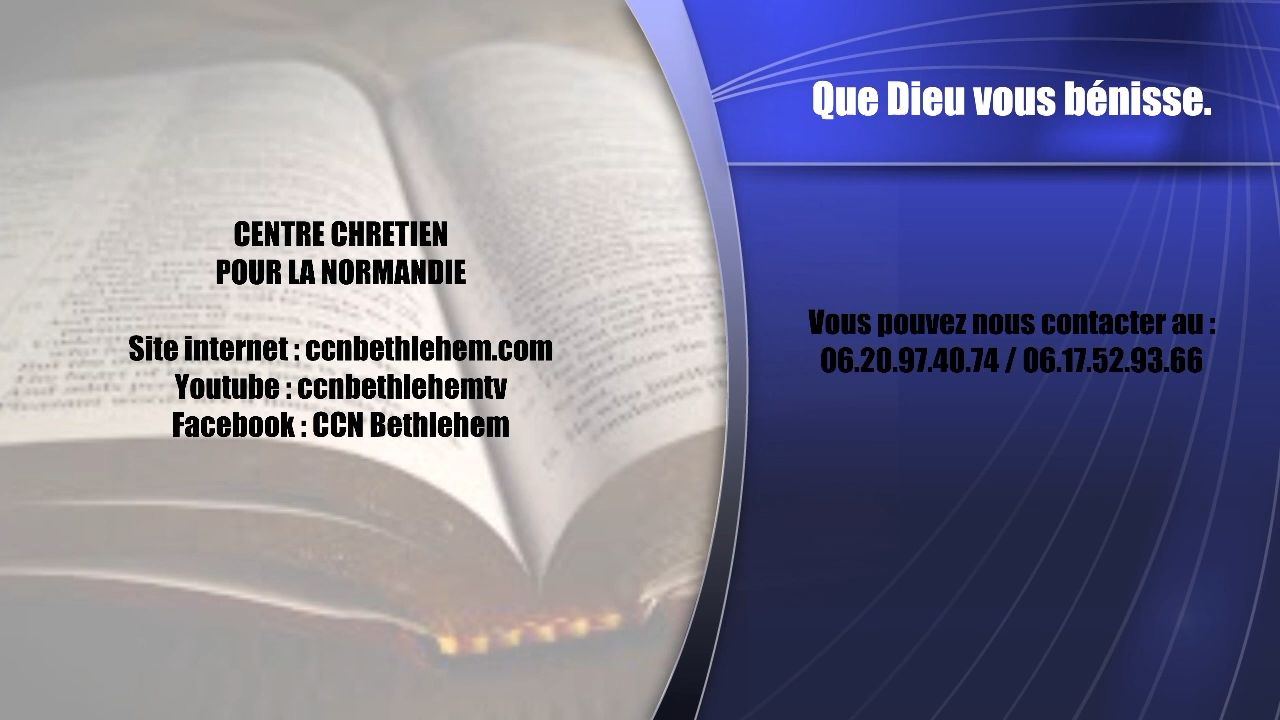 CENTRE CHRETIEN
POUR LA NORMANDIE
Site internet : ccnbethlehem.com
Youtube : ccnbethlehemtv
Facebook : CCN Bethlehem
Que Dieu vous bénisse.
Vous pouvez nous contacter au :
06.20.97.40.74 / 06.17.52.93.66